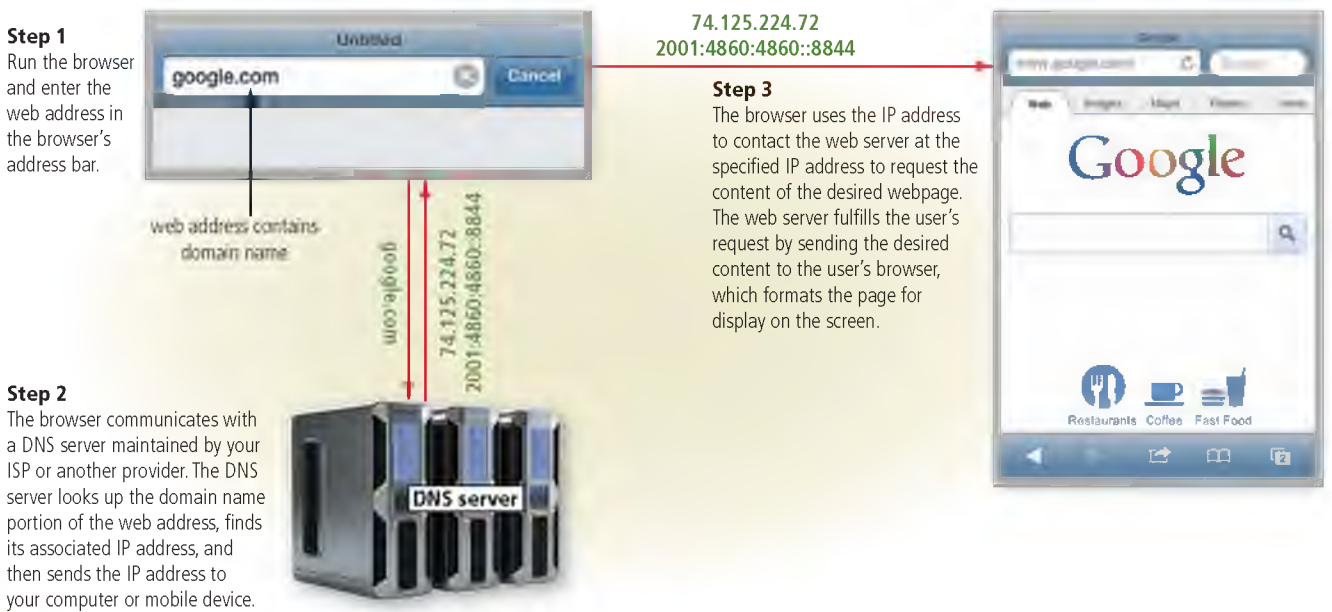 Step 1
Run the browser
and enter the
web address in
the browser's
address bar.
Untitled
google.com
Cancel
web address contains
domain name
google.com
74.125.224.72
2001:4860:4860::8844
Step 2
The browser communicates with
a DNS server maintained by your
ISP or another provider. The DNS
server looks up the domain name
portion of the web address, finds
its associated IP address, and
then sends the IP address to
your computer or mobile device.
DNS server
74.125.224.72
2001:4860:4860::8844
Step 3
The browser uses the IP address
to contact the web server at the
specified IP address to request the
content of the desired webpage.
The web server fulfills the user's
request by sending the desired
content to the user's browser,
which formats the page for
display on the screen.
Google
Web Images Maps
Google
Restaurants Coffee Fast Food
2